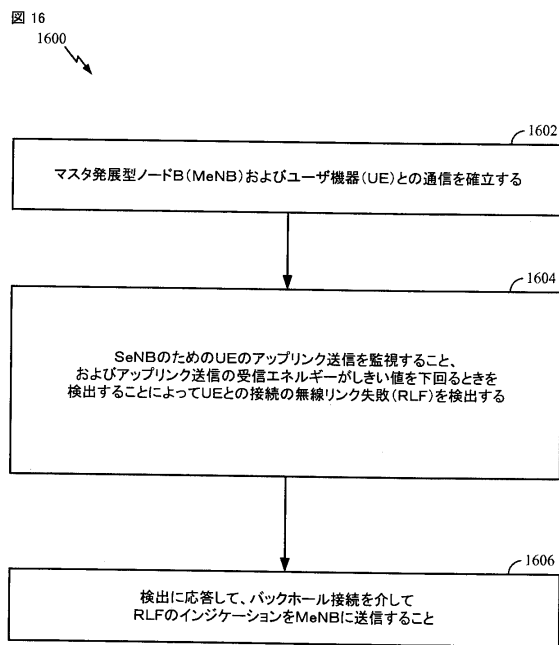 図 16
1600
1602
マスタ発展型ノードB(MeNB)およびユーザ機器(UE)との通信を確立する
1604
SeNBのためのUEのアップリンク送信を監視すること、
およびアップリンク送信の受信エネルギーがしきい値を下回るときを
検出することによってUEとの接続の無線リンク失敗(RLF)を検出する
1606
検出に応答して、バックホール接続を介して
RLFのインジケーションをMeNBに送信すること